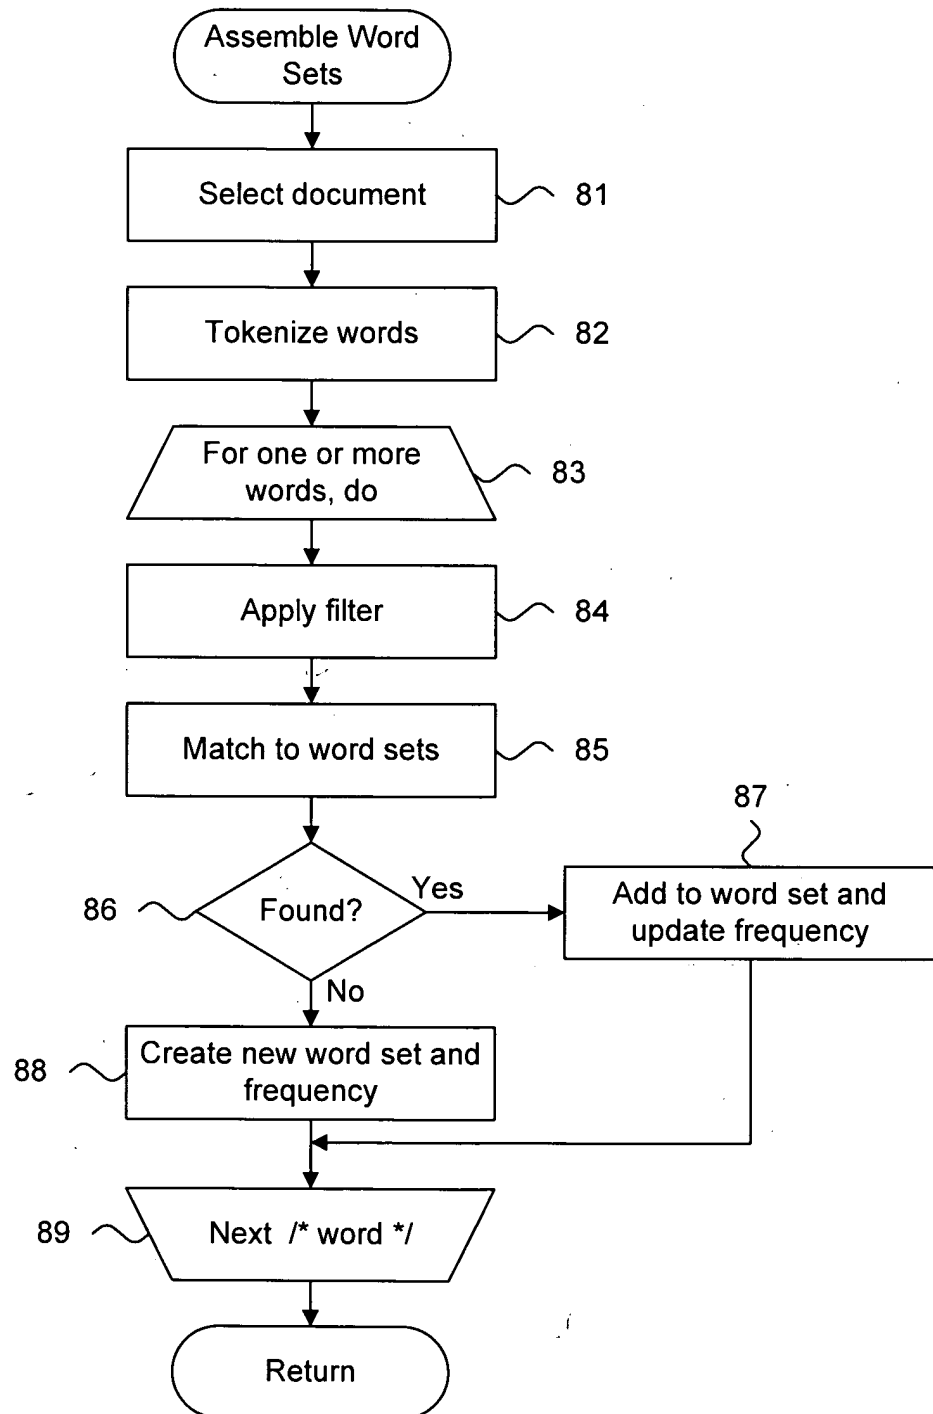 Assemble Word
Sets
Select document
81
Tokenize words
82
For one or more
words, do
83
Apply filter
84
Match to word sets
85
87
86
Found?
Yes
Add to word set and
update frequency
No
88
Create new word set and
frequency
89
Next /* word */
Return